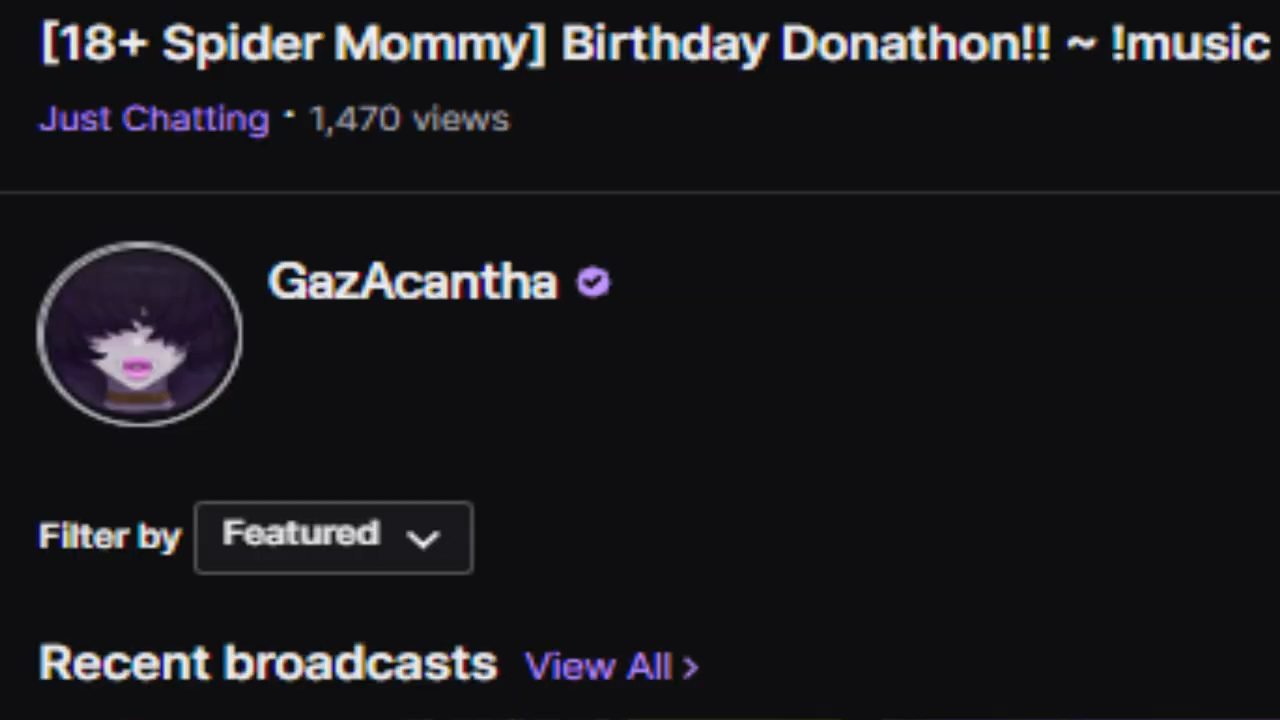 [18+ Spider Mommy] Birthday Donathon!! ~ !music
Just Chatting · 1,470 views
GazAcantha
Filter by Featured
Recent broadcasts View All >